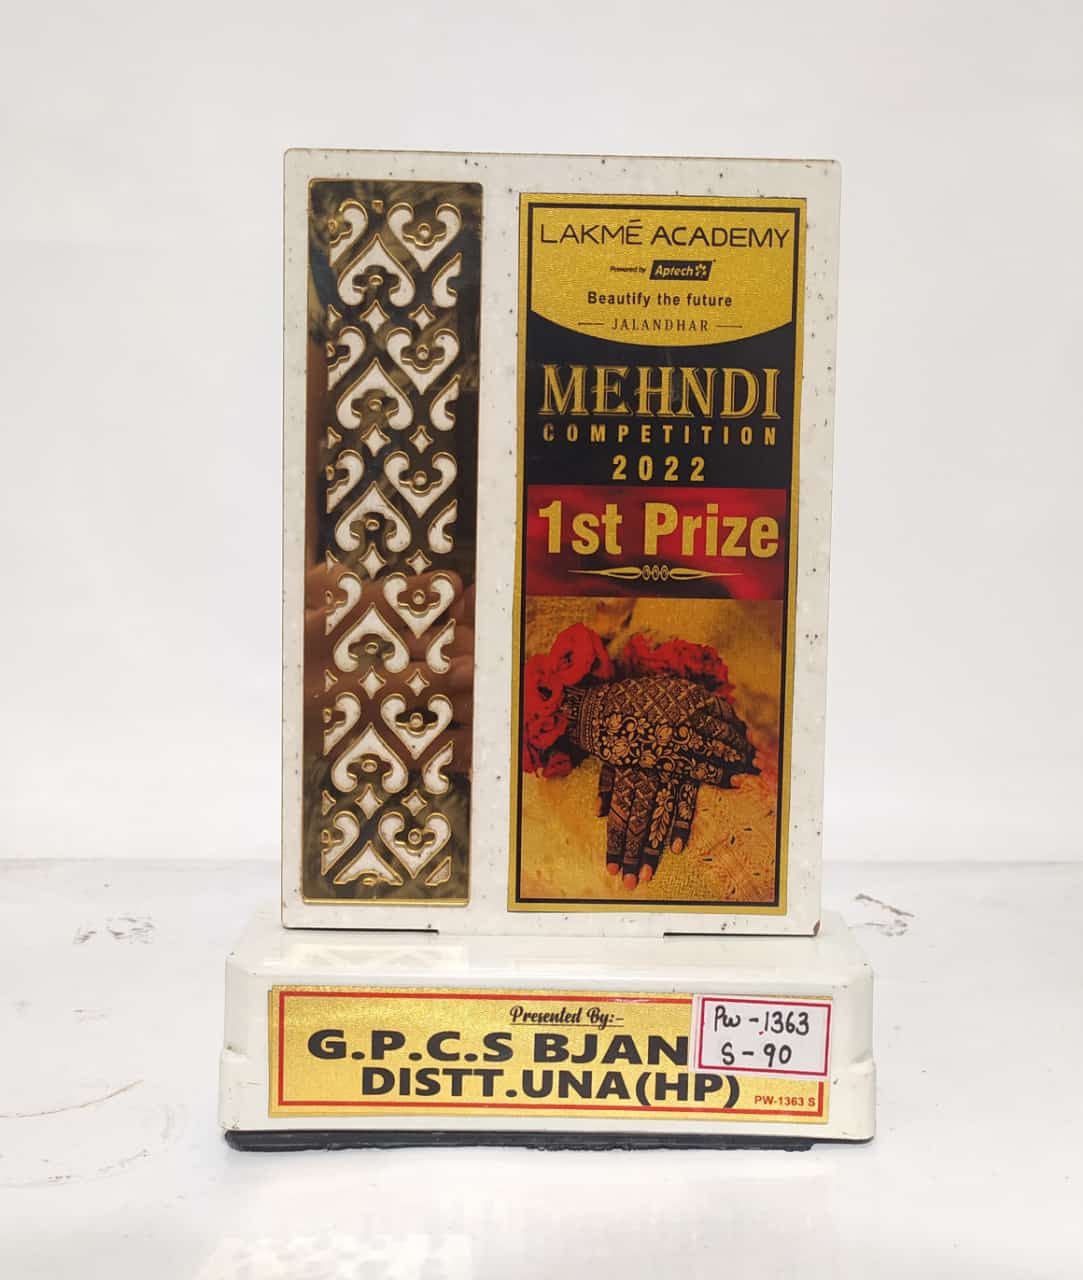 LAKMÉ ACADEMY
Powered by Aptech
Beautify the future
JALANDHAR
MEHNDI
COMPETITION
2022
1st Prize
Presented By:-
G.P.C.S BJAN
DISTT.UNA(HP)
PW-1363 S
Pw-1363
S-90